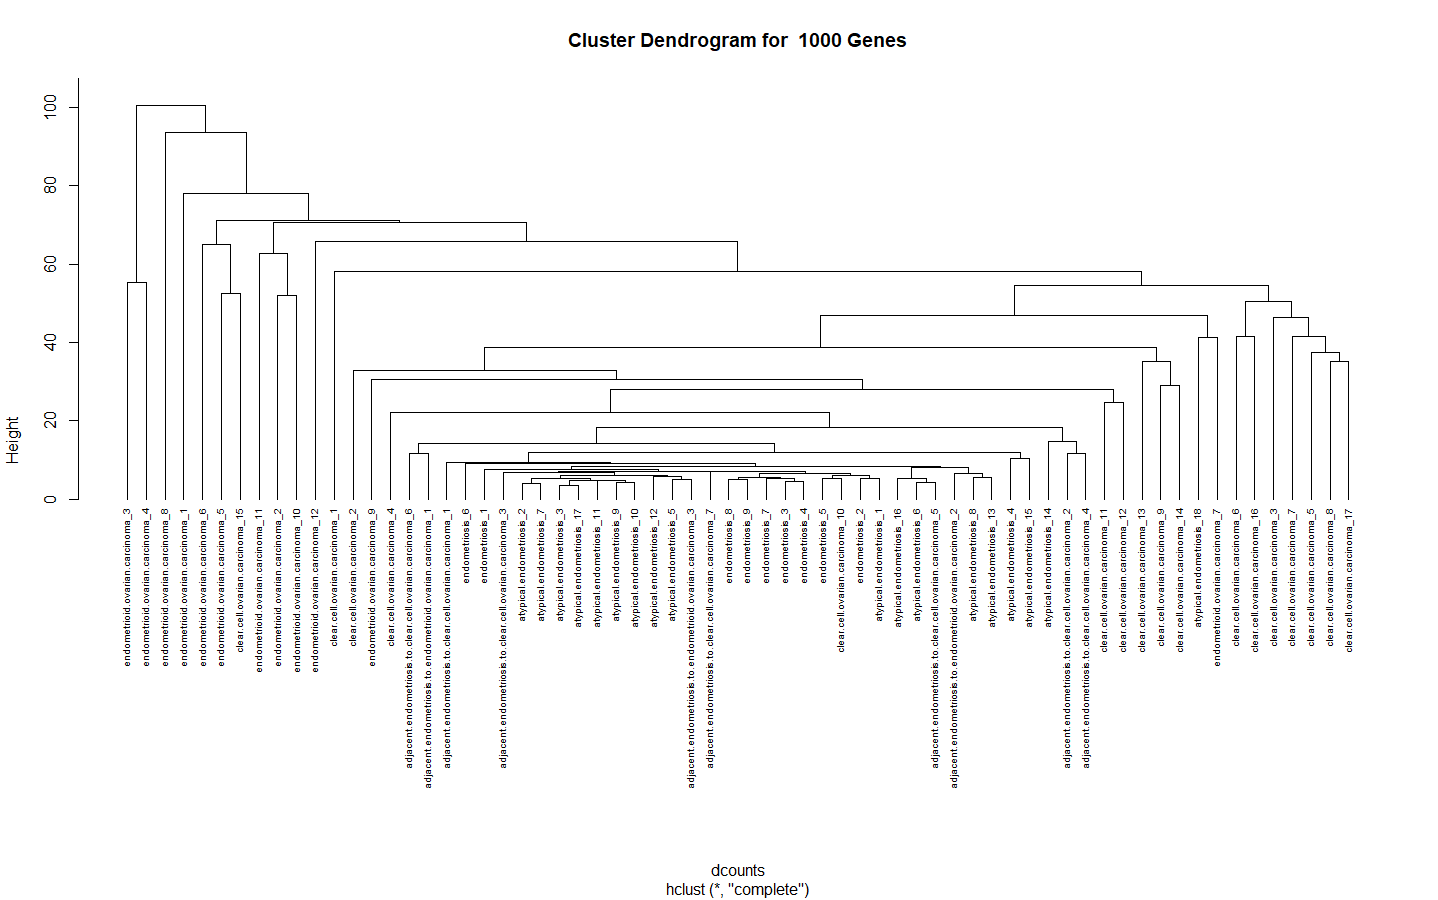 Cluster Dendrogram for 1000 Genes
100
80
60
40
20
0
Height
endometrioid.ovarian.carcinoma_3
endometrioid.ovarian.carcinoma_4
endometrioid.ovarian.carcinoma_8
endometrioid.ovarian.carcinoma_1
endometrioid.ovarian.carcinoma_6
endometrioid.ovarian.carcinoma_5
clear.cell.ovarian.carcinoma_15
endometrioid.ovarian.carcinoma_11
endometrioid.ovarian.carcinoma_2
endometrioid.ovarian.carcinoma_10
endometrioid.ovarian.carcinoma_12
clear.cell.ovarian.carcinoma_1
clear.cell.ovarian.carcinoma_2
endometrioid.ovarian.carcinoma_9
clear.cell.ovarian.carcinoma_4
adjacent.endometriosis.to.clear.cell.ovarian.carcinoma_6
adjacent.endometriosis.to.endometrioid.ovarian.carcinoma_1
adjacent.endometriosis.to.clear.cell.ovarian.carcinoma_1
endometriosis_6
endometriosis_1
adjacent.endometriosis.to.clear.cell.ovarian.carcinoma_3
atypical.endometriosis_2
atypical.endometriosis_7
atypical.endometriosis_3
atypical.endometriosis_17
atypical.endometriosis_11
atypical.endometriosis_9
atypical.endometriosis_10
atypical.endometriosis_12
atypical.endometriosis_5
adjacent.endometriosis.to.endometrioid.ovarian.carcinoma_3
adjacent.endometriosis.to.clear.cell.ovarian.carcinoma_7
endometriosis_8
endometriosis_9
endometriosis_7
endometriosis_3
endometriosis_4
endometriosis_5
clear.cell.ovarian.carcinoma_10
endometriosis_2
atypical.endometriosis_1
atypical.endometriosis_16
atypical.endometriosis_6
adjacent.endometriosis.to.clear.cell.ovarian.carcinoma_5
adjacent.endometriosis.to.endometrioid.ovarian.carcinoma_2
atypical.endometriosis_8
atypical.endometriosis_13
atypical.endometriosis_4
atypical.endometriosis_15
atypical.endometriosis_14
adjacent.endometriosis.to.clear.cell.ovarian.carcinoma_2
adjacent.endometriosis.to.clear.cell.ovarian.carcinoma_4
clear.cell.ovarian.carcinoma_11
clear.cell.ovarian.carcinoma_12
clear.cell.ovarian.carcinoma_13
clear.cell.ovarian.carcinoma_9
clear.cell.ovarian.carcinoma_14
atypical.endometriosis_18
endometrioid.ovarian.carcinoma_7
clear.cell.ovarian.carcinoma_6
clear.cell.ovarian.carcinoma_16
clear.cell.ovarian.carcinoma_3
clear.cell.ovarian.carcinoma_7
clear.cell.ovarian.carcinoma_5
clear.cell.ovarian.carcinoma_8
clear.cell.ovarian.carcinoma_17
dcounts
hclust (*, "complete")